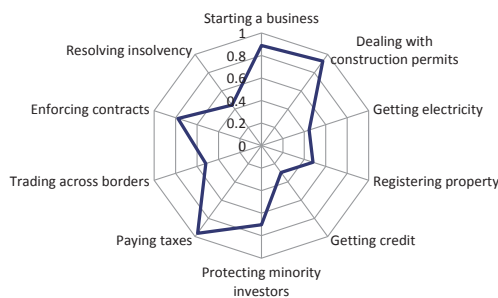 Starting a business
Dealing with
construction permits
Getting electricity
Registering property
Getting credit
Protecting minority
investors
Paying taxes
Trading across borders
Enforcing contracts
Resolving insolvency
1
0.8
0.6
0.4
0.2
0